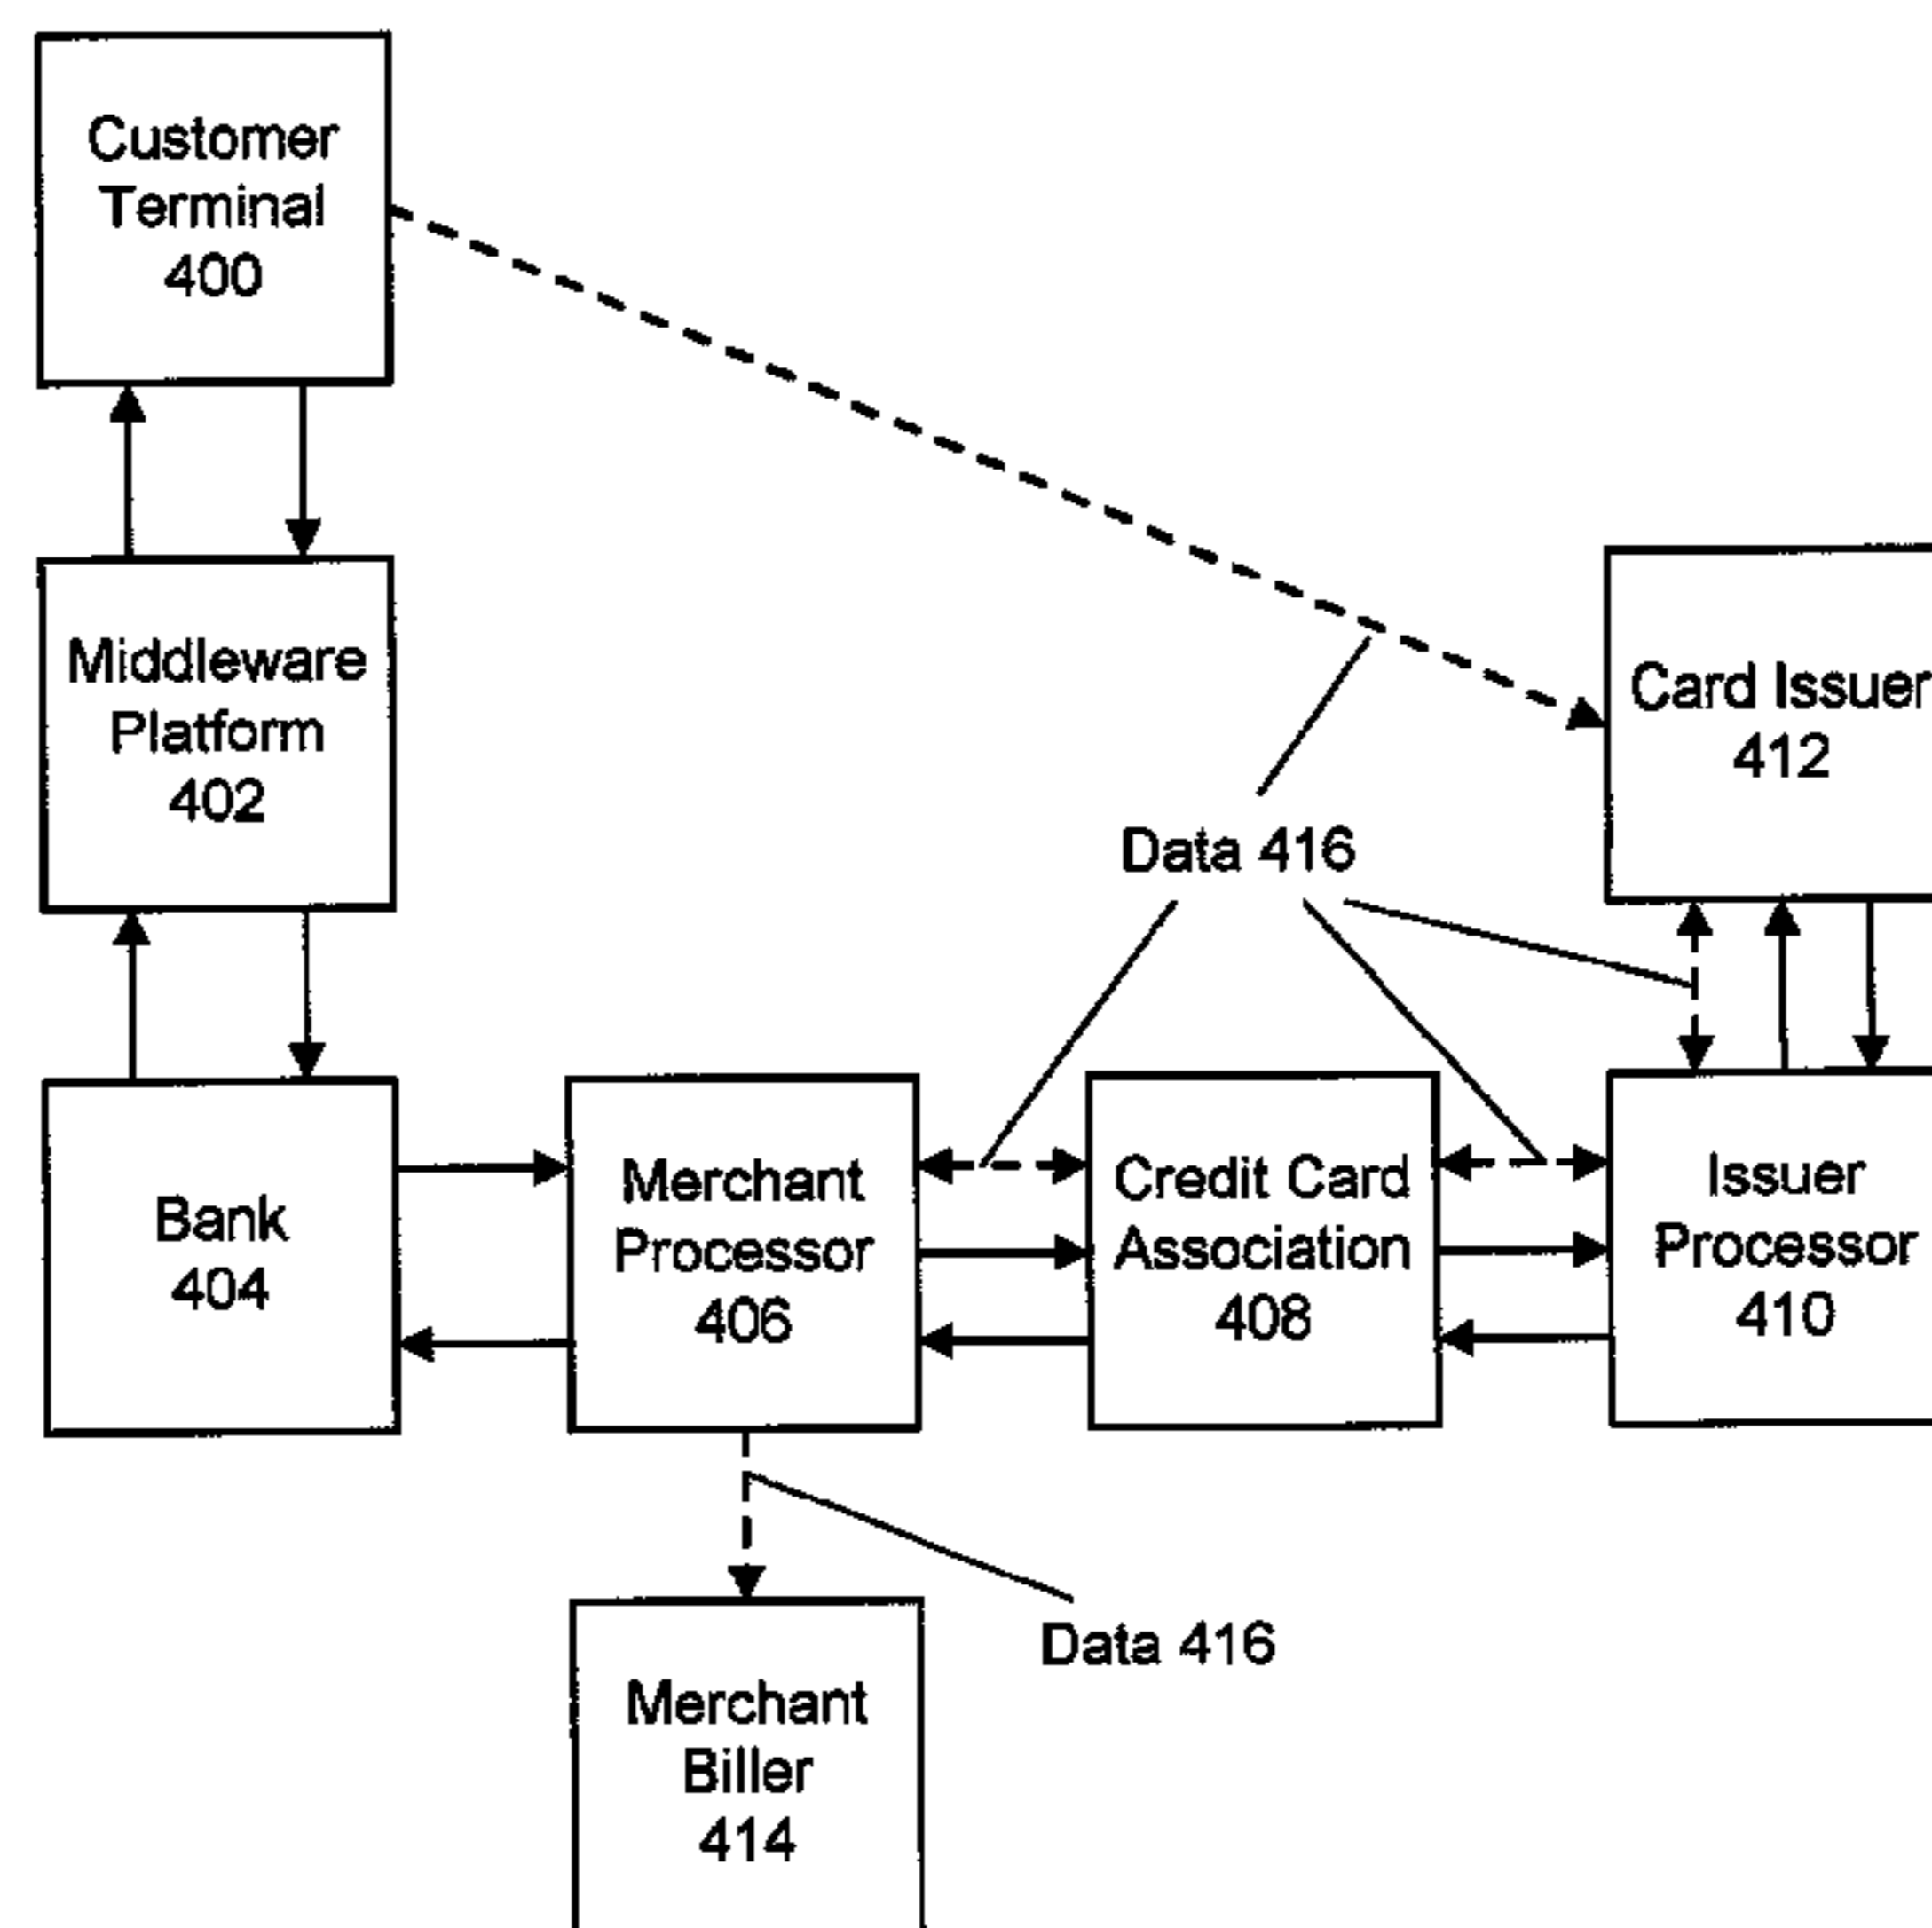 Customer
Terminal
400
Middleware
Platform
402
Card Issuer
412
Data 416
Bank
404
Merchant
Processor
406
Credit Card
Association
408
Issuer
Processor
410
Data 416
Merchant
Biller
414